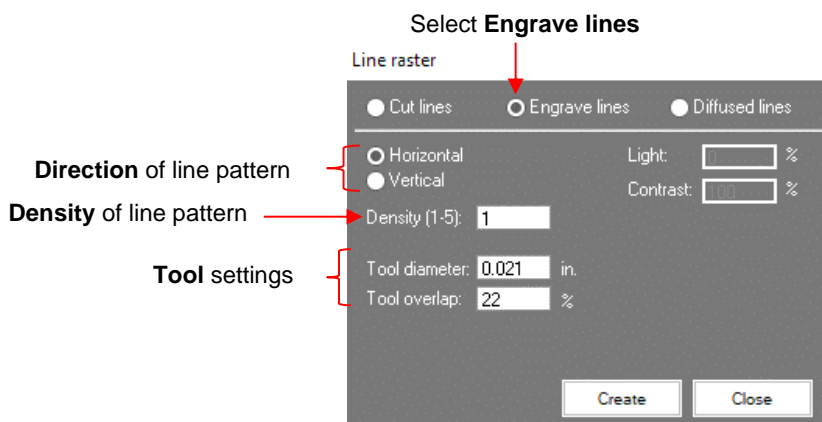 Select Engrave lines
Line raster
Cut lines Engrave lines Diffused lines
Direction of line pattern
Horizontal
Vertical
Light: 0 %
Contrast: 100 %
Density of line pattern
Density (1-5): 1
Tool settings
Tool diameter: 0.021 in.
Tool overlap: 22 %
Create Close